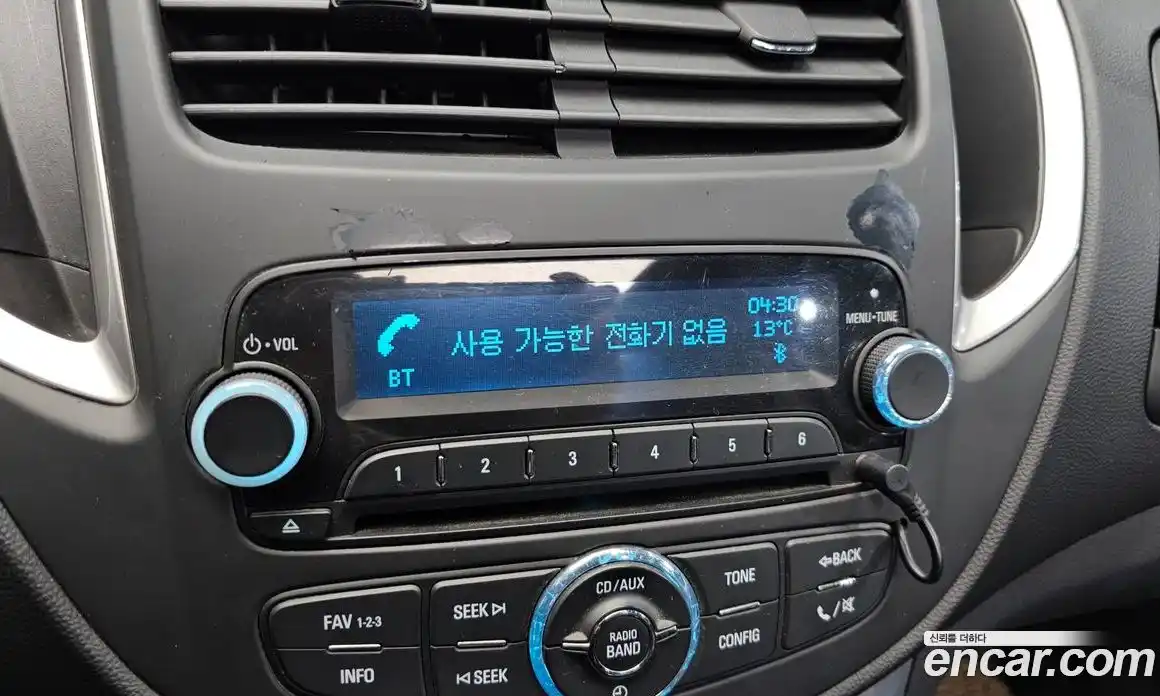 VOL
사용 가능한 전화기 없음
04:30
13°C
BT
MENU•TUNE
1 2 3 4 5 6
FAV 1-2-3
INFO
SEEK
SEEK
CD/AUX
RADIO
BAND
TONE
CONFIG
BACK
신뢰를 더하다
encar.com